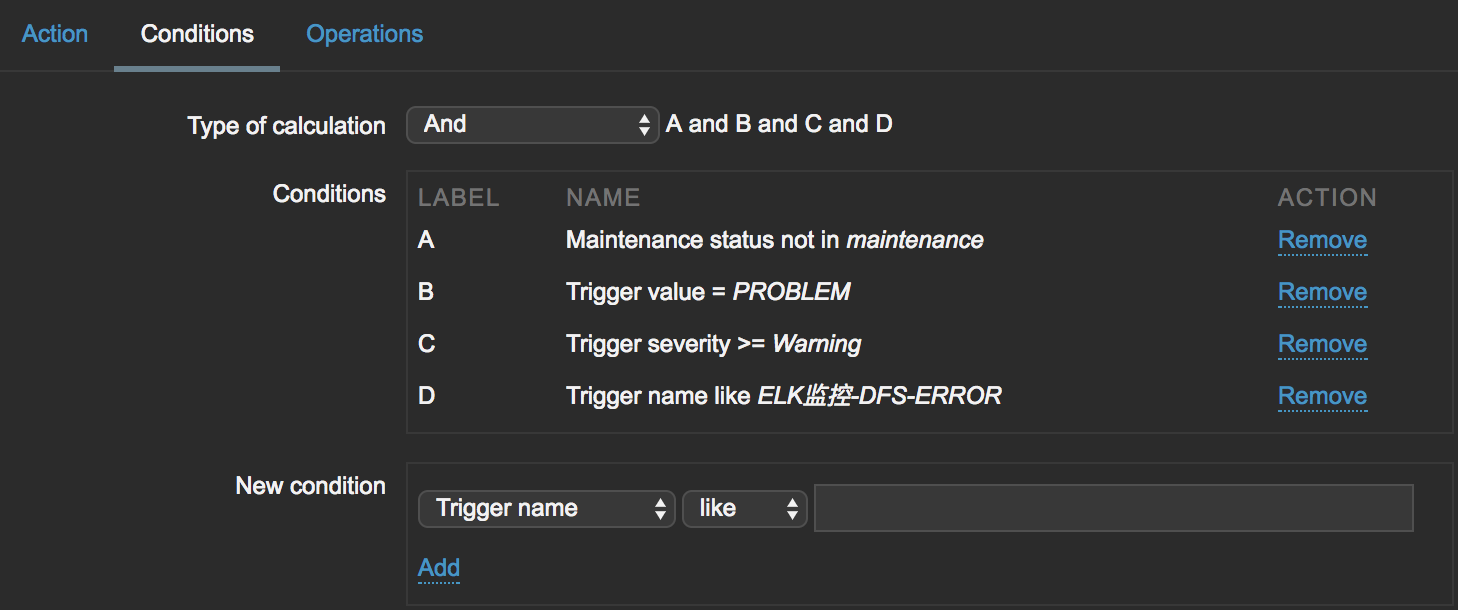 Action Conditions Operations
Type of calculation And A and B and C and D
Conditions LABEL NAME ACTION
A Maintenance status not in maintenance Remove
B Trigger value = PROBLEM Remove
C Trigger severity >= Warning Remove
D Trigger name like ELK监控-DFS-ERROR Remove
New condition
Trigger name like
Add